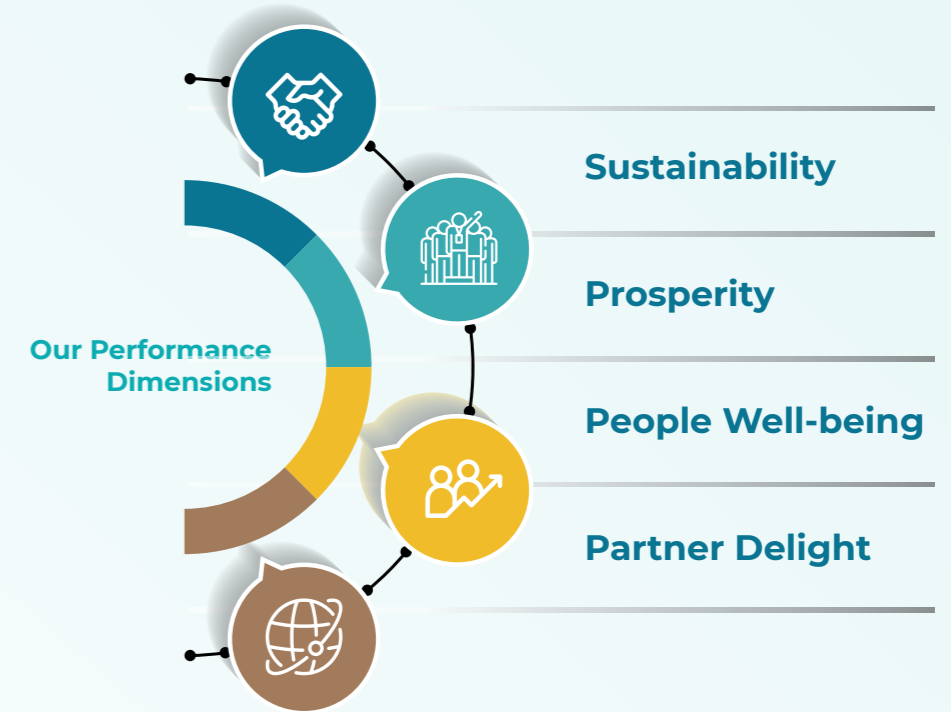 Our Performance
Dimensions
Sustainability
Prosperity
People Well-being
Partner Delight